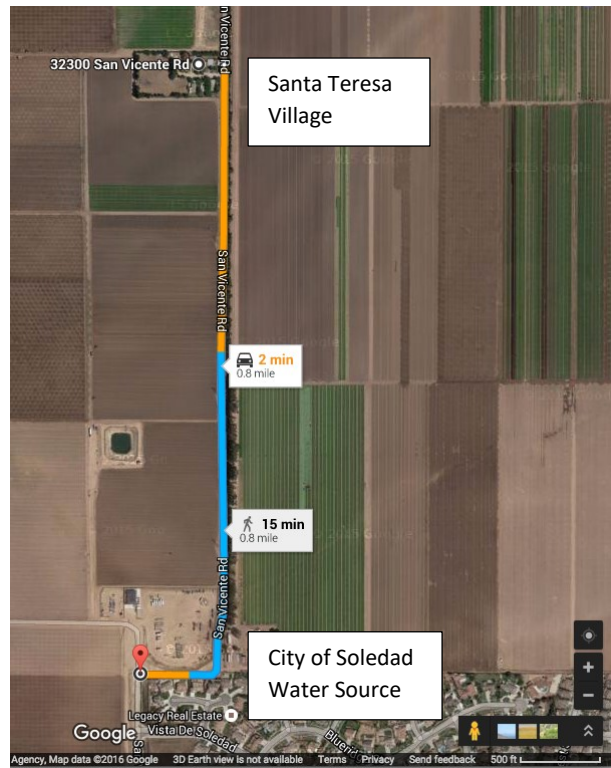 San Vicente Rd
32300 San Vicente Rd
Santa Teresa
Village
© 2015 Google
San Vicente Rd
2 min
0.8 mile
15 min
0.8 mile
San Vicente Rd
City of Soledad
Water Source
Legacy Real Estate
Vista De Soledad
Google
Agency, Map data ©2016 Google 3D Earth view is not available Terms Privacy Send feedback 500 ft